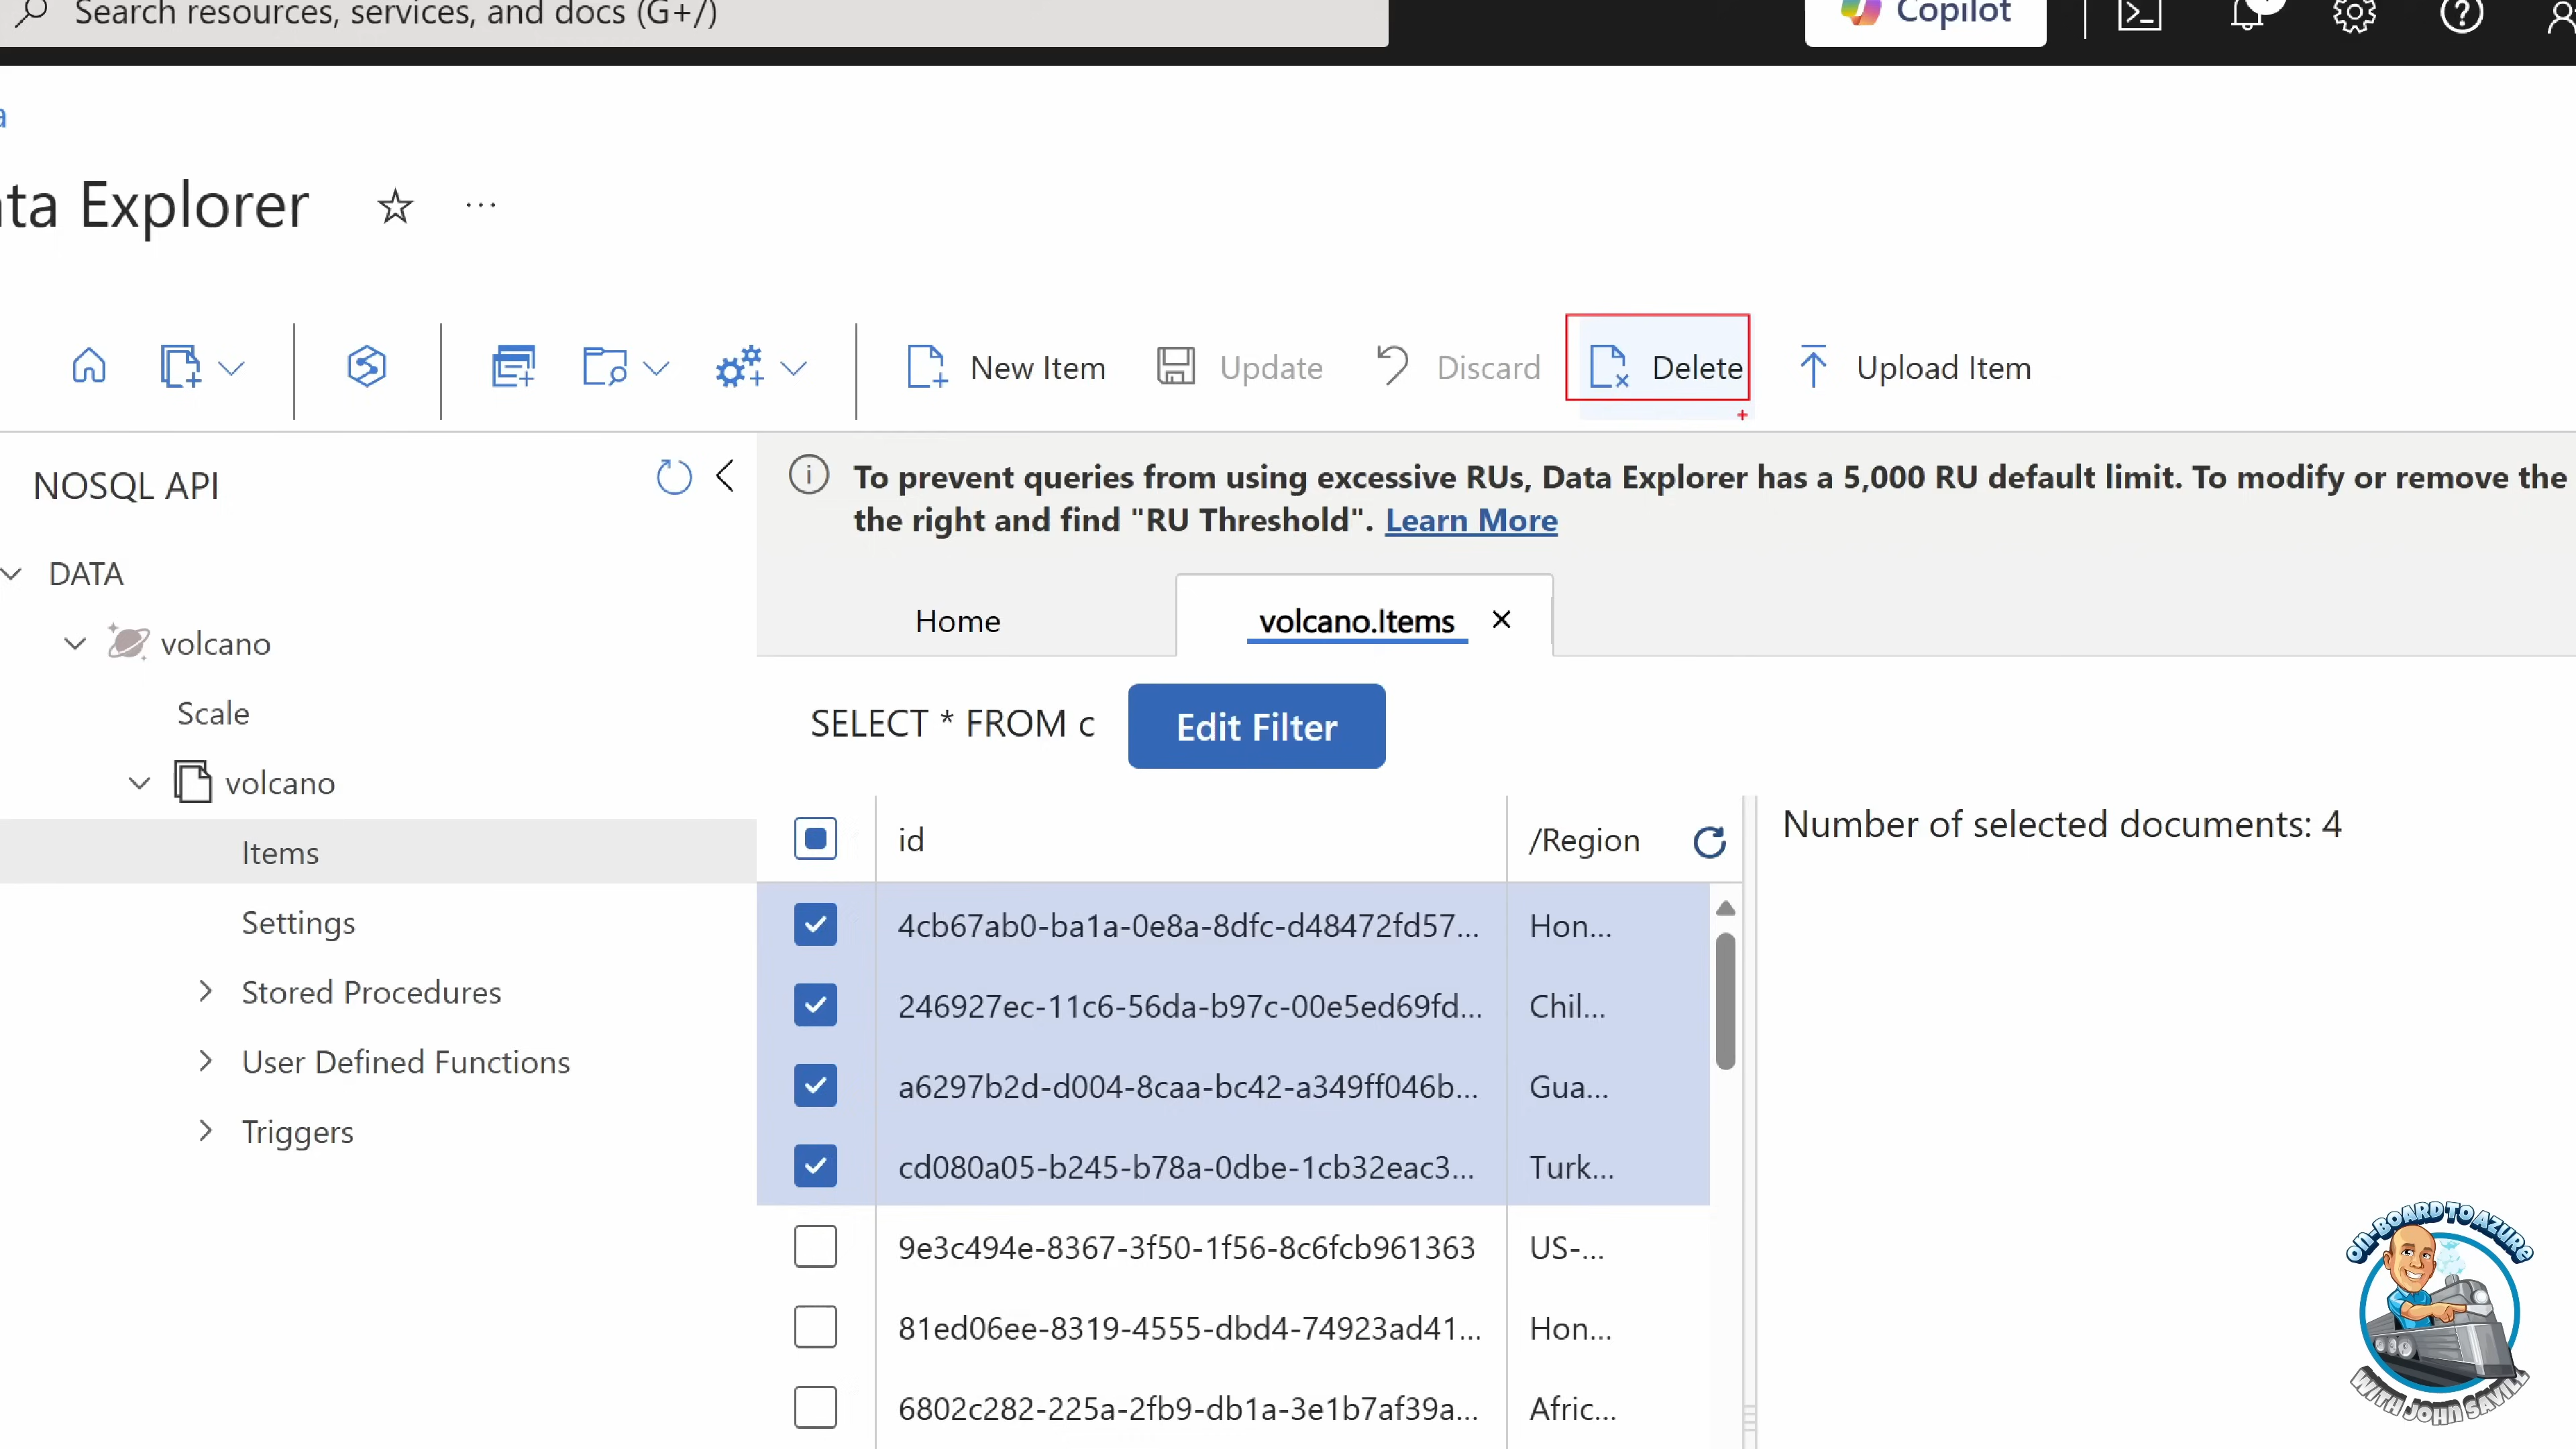 Search resources, services, and docs (G+/)
Copilot
a
ta Explorer
New Item
Update
Discard
Delete
Upload Item
NOSQL API
To prevent queries from using excessive RUs, Data Explorer has a 5,000 RU default limit. To modify or remove the
the right and find "RU Threshold". Learn More
DATA
volcano
Scale
volcano
Items
Settings
Stored Procedures
User Defined Functions
Triggers
Home
volcano.Items
SELECT * FROM c
Edit Filter
id
/Region
Number of selected documents: 4
4cb67ab0-ba1a-0e8a-8dfc-d48472fd57...
Hon...
246927ec-11c6-56da-b97c-00e5ed69fd...
Chil...
a6297b2d-d004-8caa-bc42-a349ff046b...
Gua...
cd080a05-b245-b78a-0dbe-1cb32eac3...
Turk...
9e3c494e-8367-3f50-1f56-8c6fcb961363
US-...
81ed06ee-8319-4555-dbd4-74923ad41...
Hon...
6802c282-225a-2fb9-db1a-3e1b7af39a...
Afric...
ON-BOARD TO AZURE
WITH JOHN SAVILL